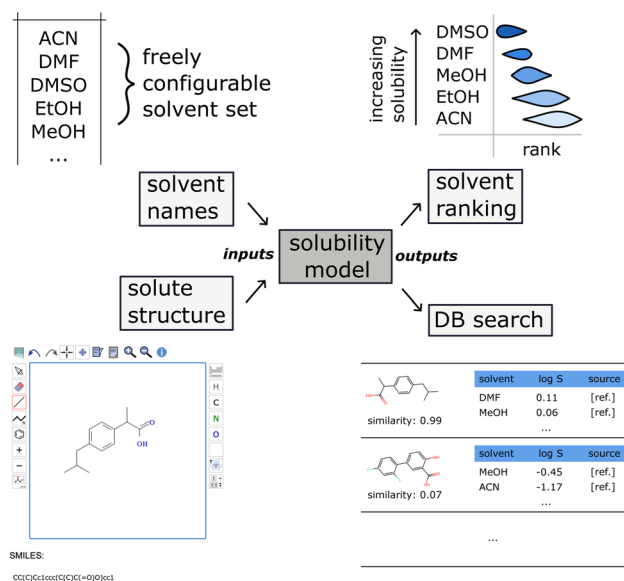 ACN
DMF
DMSO
EtOH
MeOH
...
freely
configurable
solvent set
increasing
solubility
DMSO
DMF
MeOH
EtOH
ACN
rank
solvent
names
solvent
ranking
inputs
solubility
model
outputs
solute
structure
DB search
O
OH
H
C
N
O
SMILES:
CC(C)Cc1ccc(C(C)C(=O)O)cc1
solvent log S source
DMF 0.11 [ref.]
MeOH 0.06 [ref.]
...
similarity: 0.99
solvent log S source
MeOH -0.45 [ref.]
ACN -1.17 [ref.]
...
similarity: 0.07
...